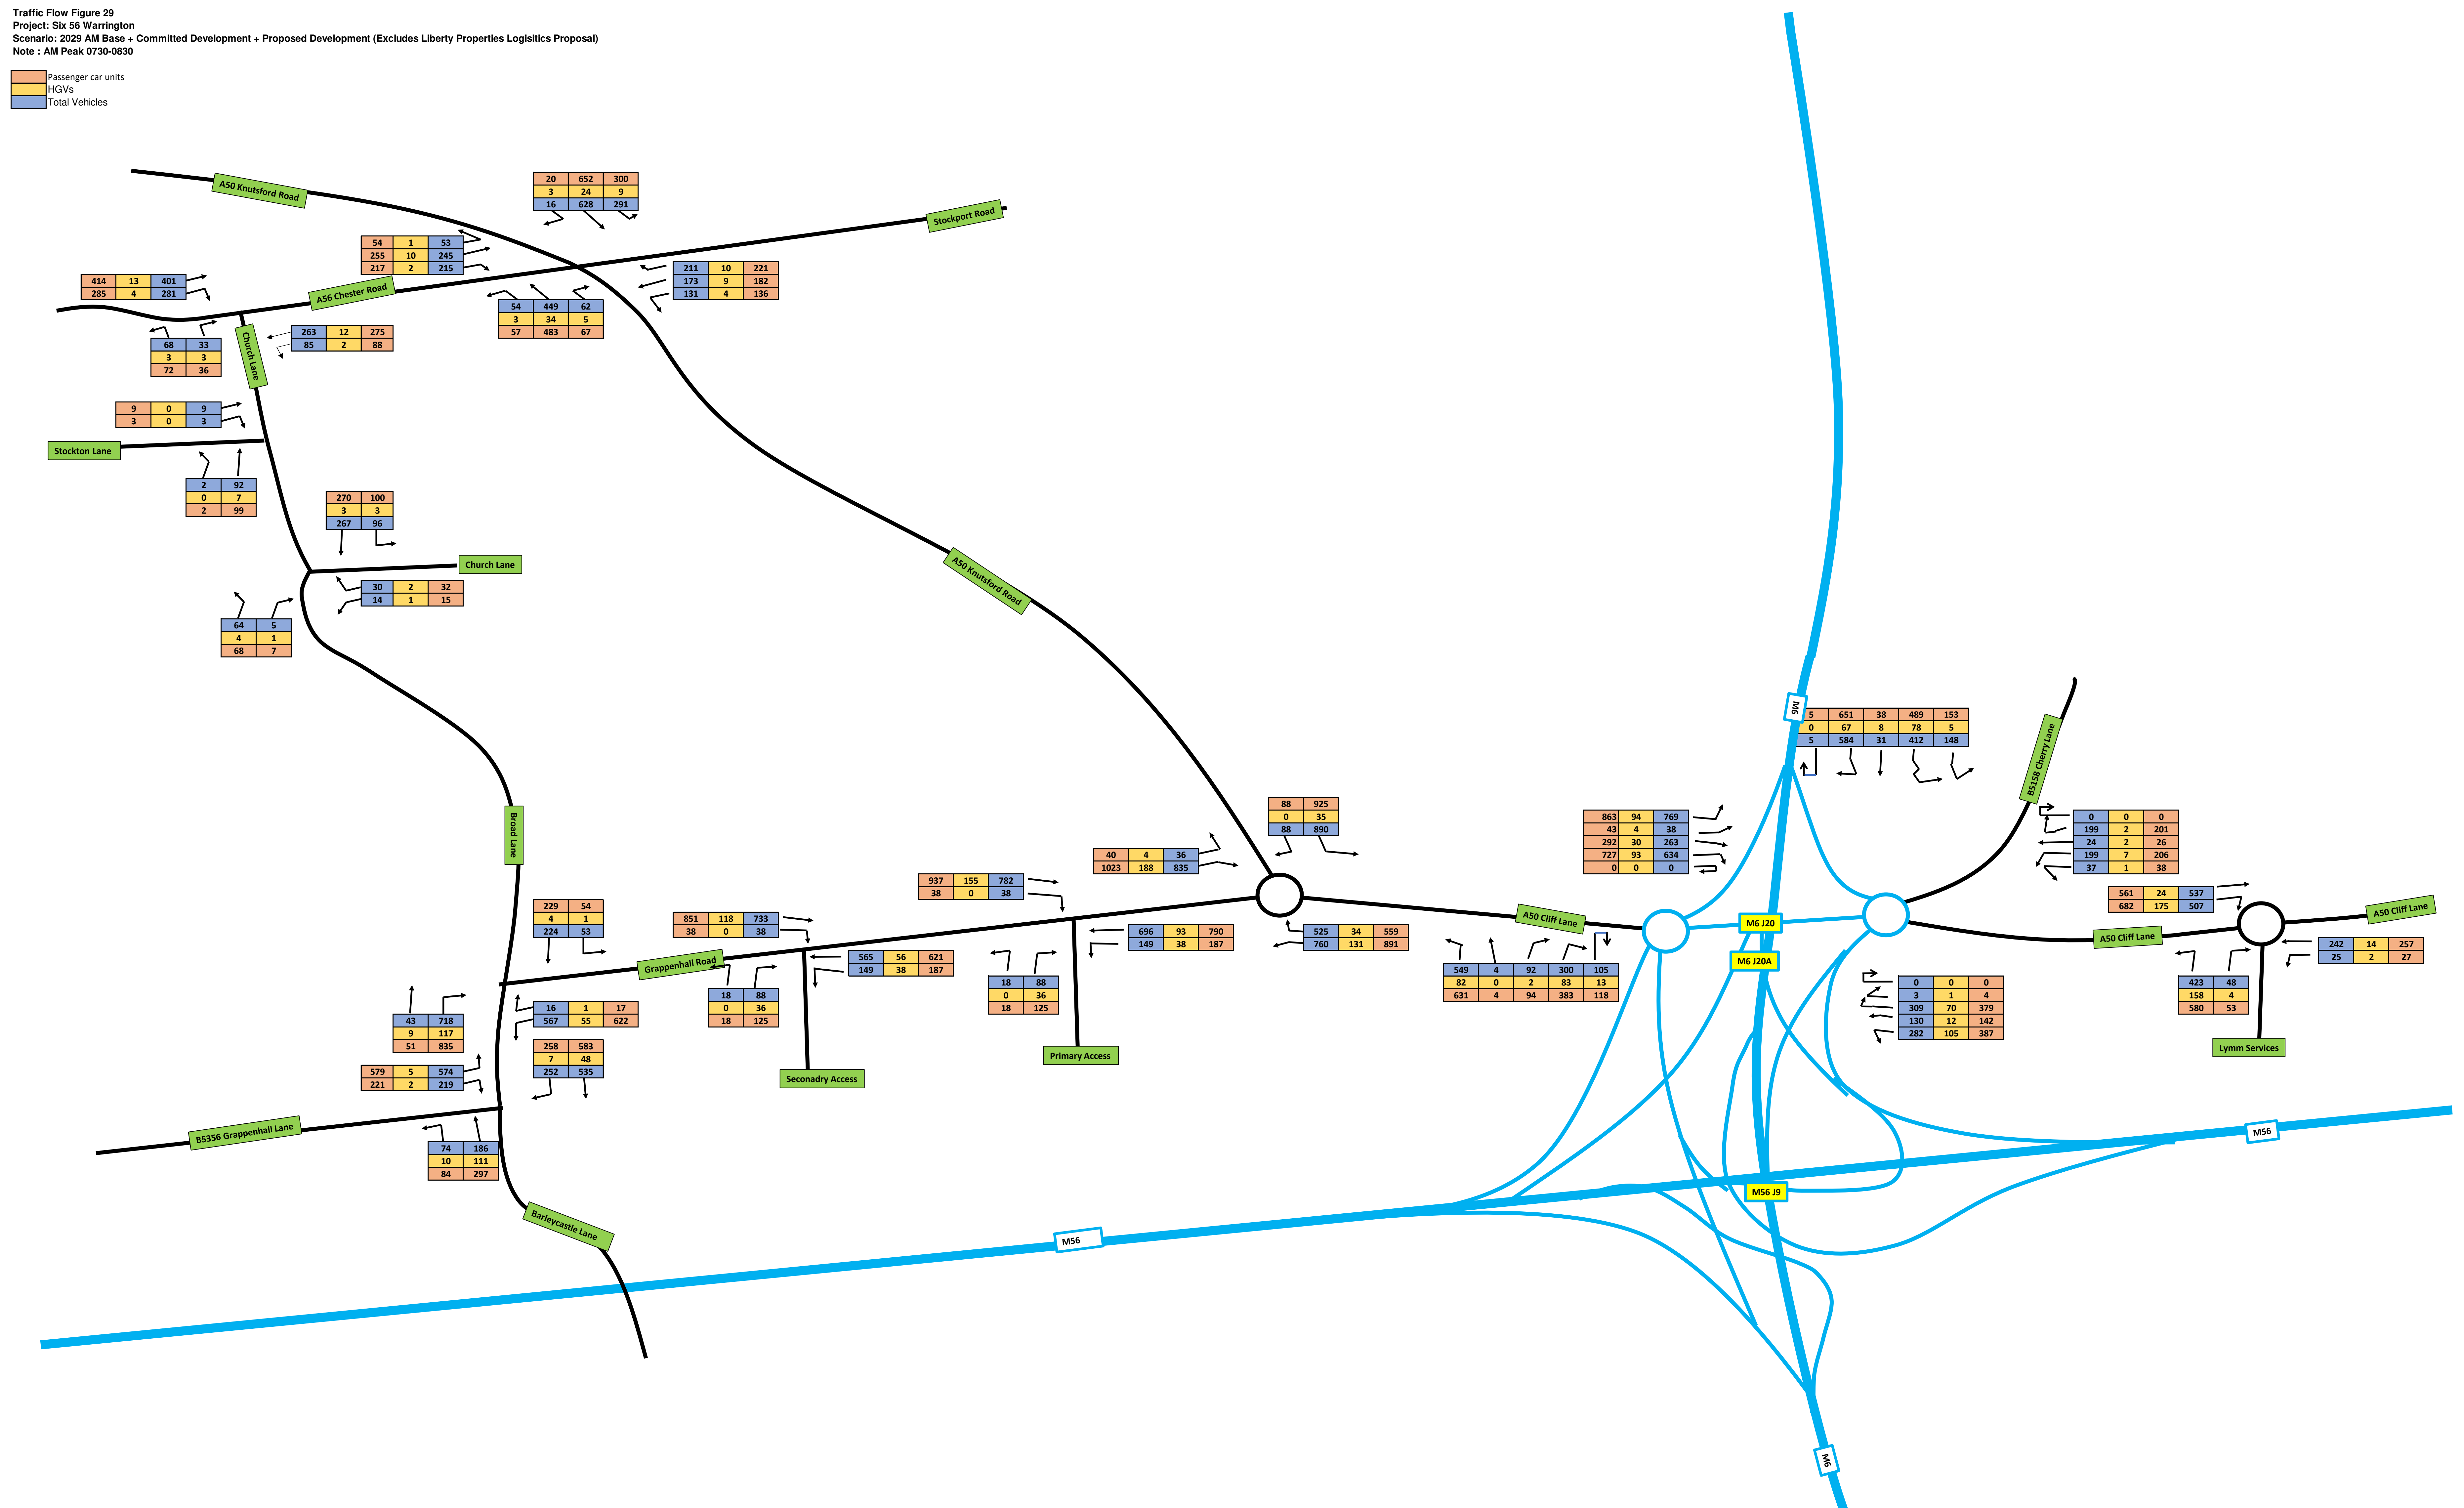 Traffic Flow Figure 29
Project: Six 56 Warrington
Scenario: 2029 AM Base + Committed Development + Proposed Development (Excludes Liberty Properties Logisitics Proposal)
Note : AM Peak 0730-0830
Passenger car units
HGVs
Total Vehicles
A50 Knutsford Road
20 652 300
3 24 9
16 628 291
Stockport Road
54 1 53
255 10 245
217 2 215
211 10 221
173 9 182
131 4 136
414 13 401
285 4 281
A56 Chester Road
54 449 62
3 34 5
57 483 67
Church Lane
263 12 275
85 2 88
68 33
3 3
72 36
9 0 9
3 0 3
Stockton Lane
2 92
0 7
2 99
270 100
3 3
267 96
Church Lane
30 2 32
14 1 15
64 5
4 1
68 7
A50 Knutsford Road
M6
5 651 38 489 153
0 67 8 78 5
5 584 31 412 148
B5158 Cherry Lane
Broad Lane
88 925
0 35
88 890
863 94 769
43 4 38
292 30 263
727 93 634
0 0 0
0 0 0
199 2 201
24 2 26
199 7 206
37 1 38
40 4 36
1023 188 835
937 155 782
38 0 38
561 24 537
682 175 507
A50 Cliff Lane
229 54
4 1
224 53
851 118 733
38 0 38
A50 Cliff Lane
M6 J20
A50 Cliff Lane
696 93 790
149 38 187
525 34 559
760 131 891
242 14 257
25 2 27
Grappenhall Road
565 56 621
149 38 187
M6 J20A
549 4 92 300 105
82 0 2 83 13
631 4 94 383 118
18 88
0 36
18 125
18 88
0 36
18 125
0 0 0
3 1 4
309 70 379
130 12 142
282 105 387
423 48
158 4
580 53
43 718
9 117
51 835
16 1 17
567 55 622
258 583
7 48
252 535
Primary Access
Lymm Services
579 5 574
221 2 219
Seconadry Access
B5356 Grappenhall Lane
74 186
10 111
84 297
M56
M56 J9
Barleycastle Lane
M56
M6